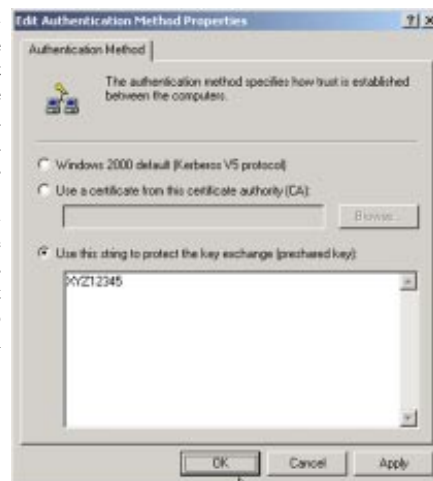 Edit Authentication Method Properties
Authentication Method
The authentication method specifies how trust is established
between the computers.
Windows 2000 default (Kerberos V5 protocol)
Use a certificate from this certificate authority (CA):
Browse...
Use this string to protect the key exchange (preshared key):
XYZ12345
OK
Cancel
Apply